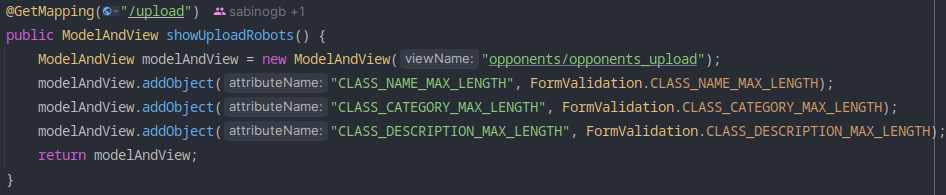 @GetMapping("/upload") sabinogb +1
public ModelAndView showUploadRobots() {
    ModelAndView modelAndView = new ModelAndView( viewName: "opponents/opponents_upload");
    modelAndView.addObject( attributeName: "CLASS_NAME_MAX_LENGTH", FormValidation.CLASS_NAME_MAX_LENGTH);
    modelAndView.addObject( attributeName: "CLASS_CATEGORY_MAX_LENGTH", FormValidation.CLASS_CATEGORY_MAX_LENGTH);
    modelAndView.addObject( attributeName: "CLASS_DESCRIPTION_MAX_LENGTH", FormValidation.CLASS_DESCRIPTION_MAX_LENGTH);
    return modelAndView;
}